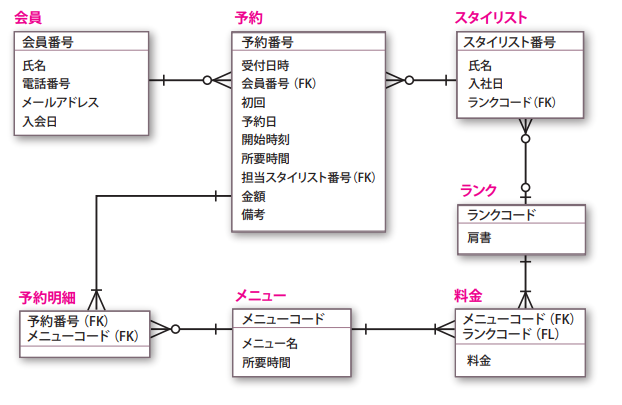 会員
会員番号
氏名
電話番号
メールアドレス
入会日
予約
予約番号
受付日時
会員番号（FK）
初回
予約日
開始時刻
所要時間
担当スタイリスト番号（FK）
金額
備考
スタイリスト
スタイリスト番号
氏名
入社日
ランクコード（FK）
ランク
ランクコード
肩書
予約明細
予約番号（FK）
メニューコード（FK）
メニュー
メニューコード
メニュー名
所要時間
料金
メニューコード（FK）
ランクコード（FL）
料金